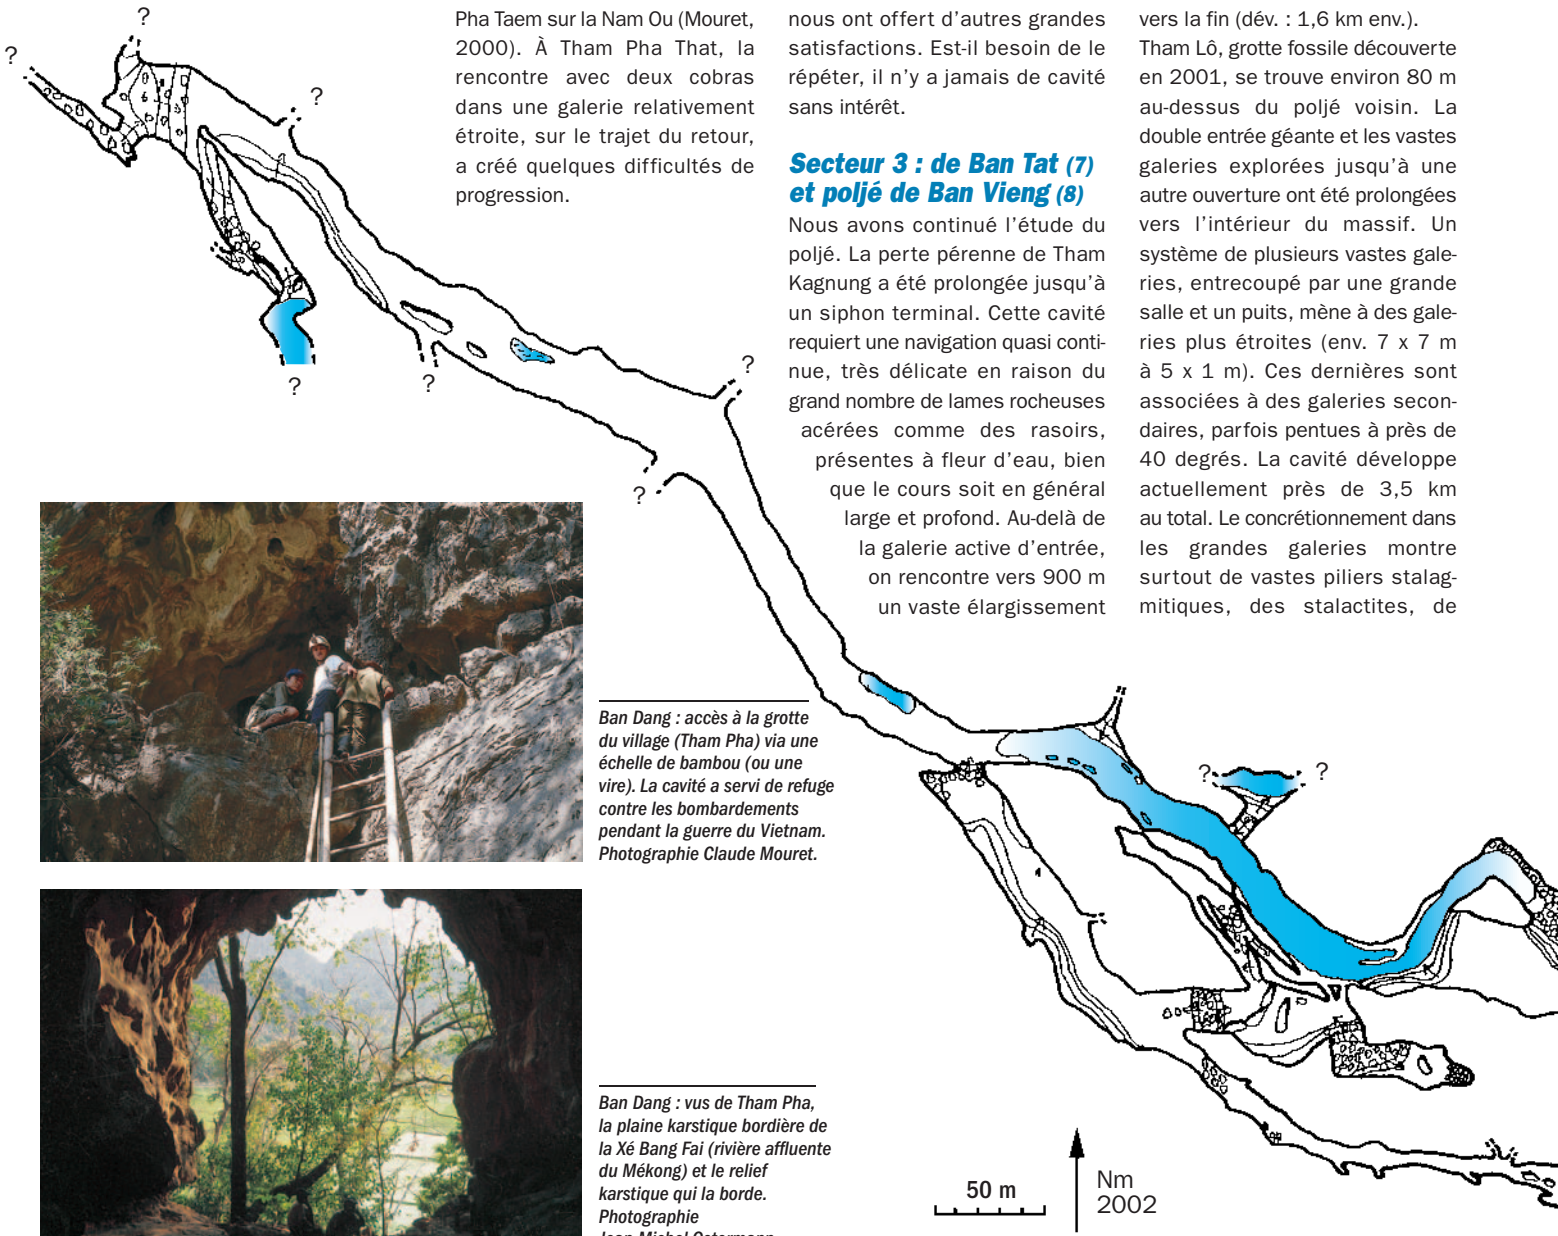 Pha Taem sur la Nam Ou (Mouret,
2000). À Tham Pha That, la
rencontre avec deux cobras
dans une galerie relativement
étroite, sur le trajet du retour,
a créé quelques difficultés de
progression.
nous ont offert d'autres grandes
satisfactions. Est-il besoin de le
répéter, il n'y a jamais de cavité
sans intérêt.
Secteur 3 : de Ban Tat (7)
et poljé de Ban Vieng (8)
Nous avons continué l'étude du
poljé. La perte pérenne de Tham
Kagnung a été prolongée jusqu'à
un siphon terminal. Cette cavité
requiert une navigation quasi conti-
nue, très délicate en raison du
grand nombre de lames rocheuses
acérées comme des rasoirs,
présentes à fleur d'eau, bien
que le cours soit en général
large et profond. Au-delà de
la galerie active d'entrée,
on rencontre vers 900 m
un vaste élargissement
vers la fin (dév. : 1,6 km env.).
Tham Lô, grotte fossile découverte
en 2001, se trouve environ 80 m
au-dessus du poljé voisin. La
double entrée géante et les vastes
galeries explorées jusqu'à une
autre ouverture ont été prolongées
vers l'intérieur du massif. Un
système de plusieurs vastes gale-
ries, entrecoupé par une grande
salle et un puits, mène à des gale-
ries plus étroites (env. 7 x 7 m
à 5 x 1 m). Ces dernières sont
associées à des galeries secon-
daires, parfois pentues à près de
40 degrés. La cavité développe
actuellement près de 3,5 km
au total. Le concrétionnement dans
les grandes galeries montre
surtout de vastes piliers stalag-
mitiques, des stalactites, de
?
?
?
?
?
?
?
?
?
Ban Dang : accès à la grotte
du village (Tham Pha) via une
échelle de bambou (ou une
vire). La cavité a servi de refuge
contre les bombardements
pendant la guerre du Vietnam.
Photographie Claude Mouret.
Ban Dang : vus de Tham Pha,
la plaine karstique bordière de
la Xé Bang Fai (rivière affluente
du Mékong) et le relief
karstique qui la borde.
Photographie
Jean-Michel Ostermann.
50 m
Nm
2002